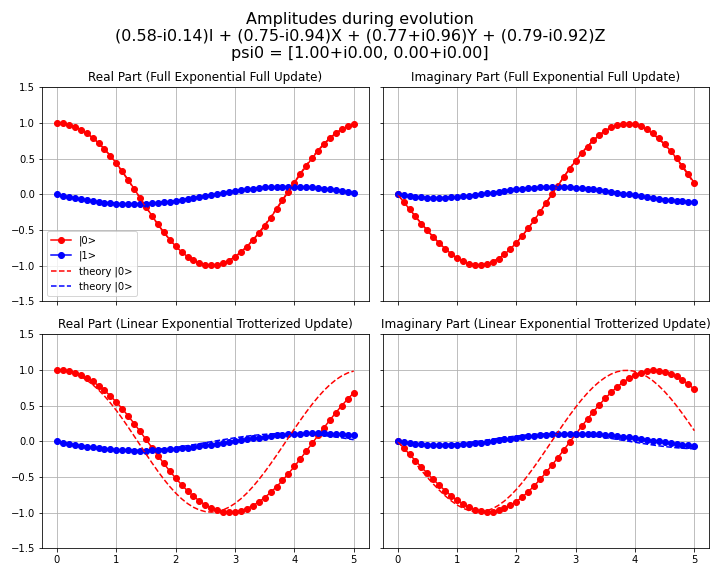 Amplitudes during evolution
(0.58-i0.14)I + (0.75-i0.94)X + (0.77+i0.96)Y + (0.79-i0.92)Z
psi0 = [1.00+i0.00, 0.00+i0.00]
Real Part (Full Exponential Full Update)
Imaginary Part (Full Exponential Full Update)
1.5
1.0
0.5
0.0
−0.5
−1.0
−1.5
|0>
|1>
theory |0>
theory |0>
Real Part (Linear Exponential Trotterized Update)
Imaginary Part (Linear Exponential Trotterized Update)
1.5
1.0
0.5
0.0
−0.5
−1.0
−1.5
0 1 2 3 4 5
0 1 2 3 4 5